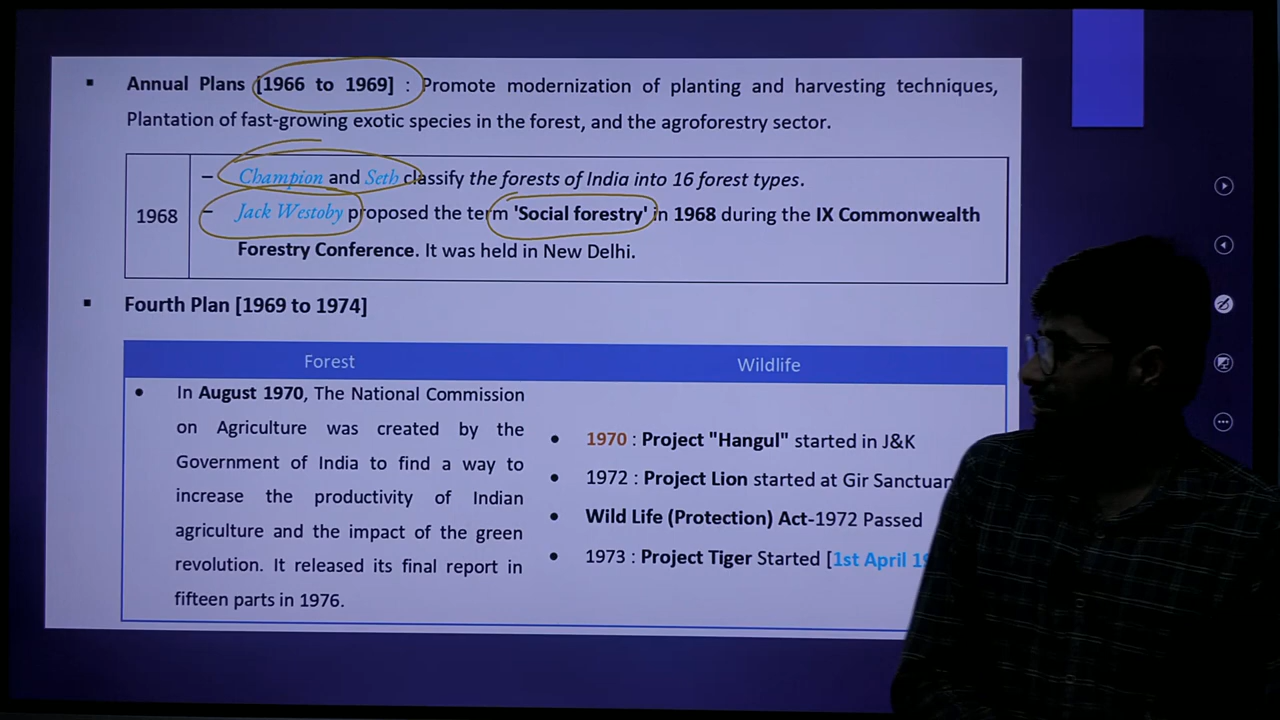 ▪ Annual Plans [1966 to 1969] : Promote modernization of planting and harvesting techniques,
Plantation of fast-growing exotic species in the forest, and the agroforestry sector.
1968
– Champion and Seth classify the forests of India into 16 forest types.
– Jack Westoby proposed the term 'Social forestry' in 1968 during the IX Commonwealth
Forestry Conference. It was held in New Delhi.
▪ Fourth Plan [1969 to 1974]
Forest
• In August 1970, The National Commission
on Agriculture was created by the
Government of India to find a way to
increase the productivity of Indian
agriculture and the impact of the green
revolution. It released its final report in
fifteen parts in 1976.
Wildlife
• 1970 : Project "Hangul" started in J&K
• 1972 : Project Lion started at Gir
• Wild Life (Protection) Act-1972 Passed
• 1973 : Project Tiger Started [1st April